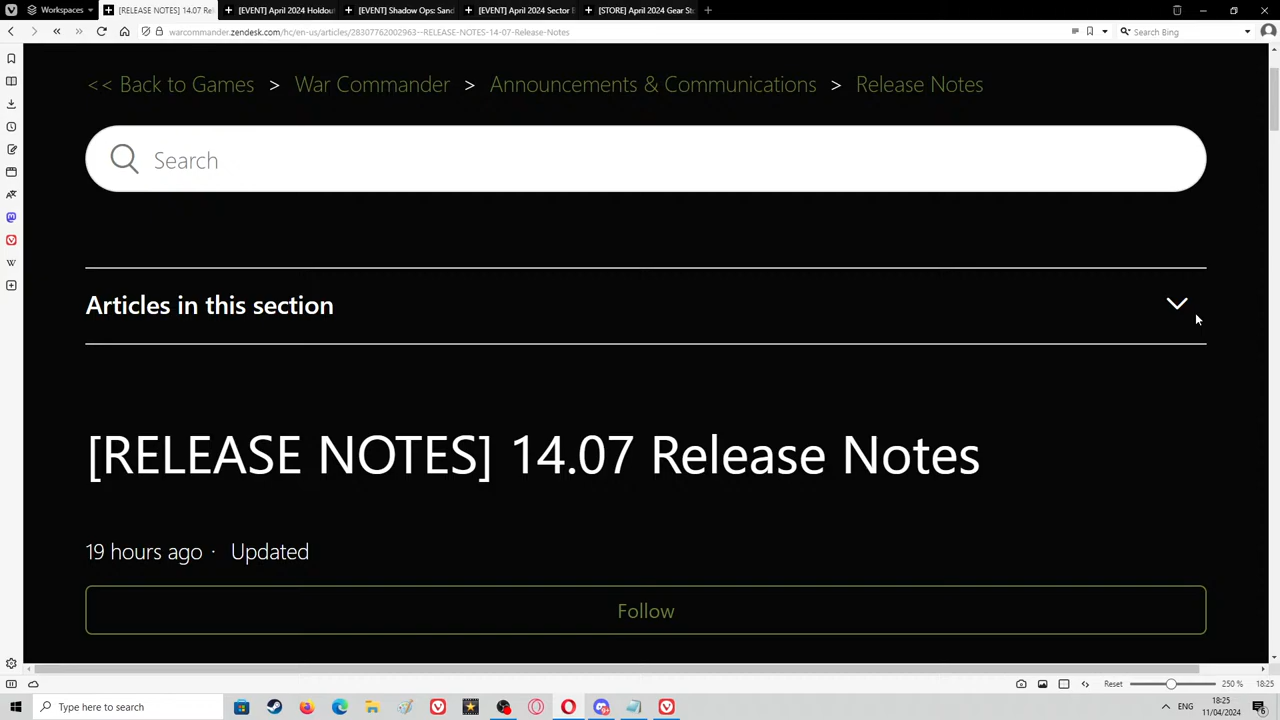 Workspaces
[RELEASE NOTES] 14.07 Re
[EVENT] April 2024 Holdou
[EVENT] Shadow Ops: Sand
[EVENT] April 2024 Sector B
[STORE] April 2024 Gear St
warcommander.zendesk.com/hc/en-us/articles/28307762002963--RELEASE-NOTES-14-07-Release-Notes
Search Bing
<< Back to Games > War Commander > Announcements & Communications > Release Notes
Search
Articles in this section
[RELEASE NOTES] 14.07 Release Notes
19 hours ago · Updated
Follow
Reset 250 % 18:25
Type here to search
ENG
18:25
11/04/2024
6